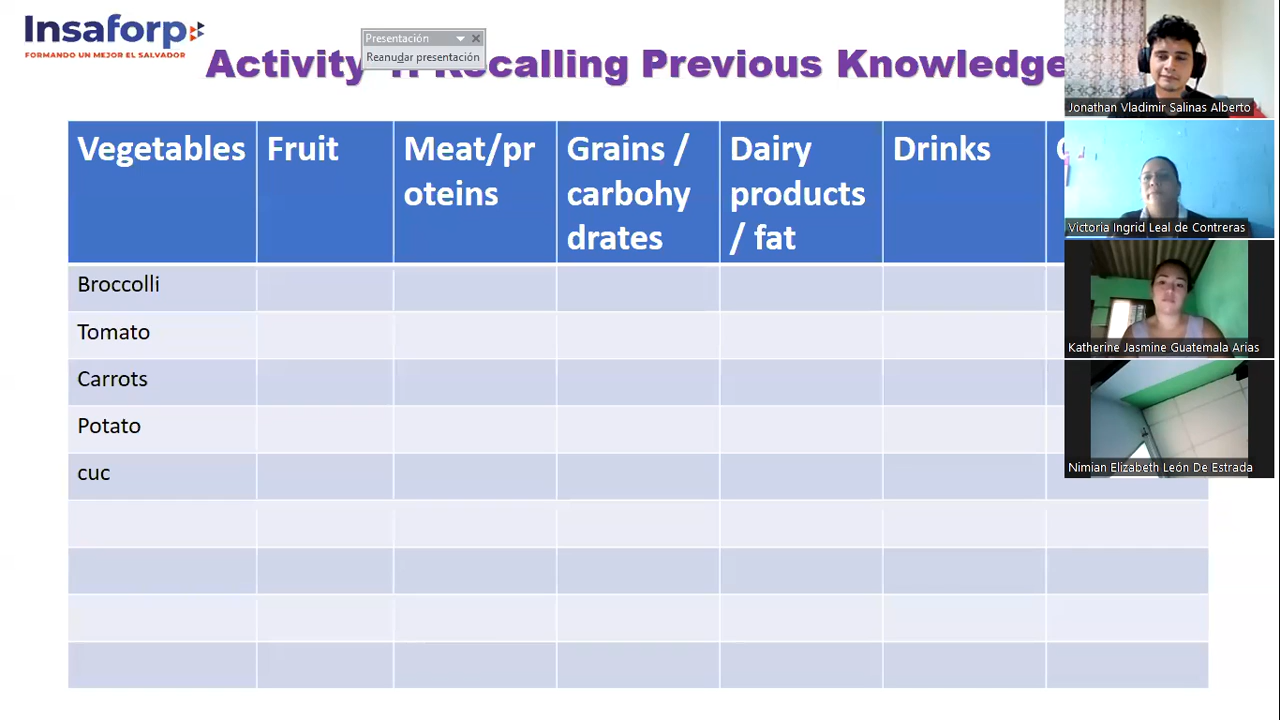 Insaforp
FORMANDO UN MEJOR EL SALVADOR
Presentación
Reanudar presentación
Activity Recalling Previous Knowledge
Vegetables
Fruit
Meat/pr
oteins
Grains /
carbohy
drates
Dairy
products
/ fat
Drinks
Broccolli
Tomato
Carrots
Potato
cuc
Jonathan Vladimir Salinas Alberto
Victoria Ingrid Leal de Contreras
Katherine Jasmine Guatemala Arias
Nimian Elizabeth León De Estrada